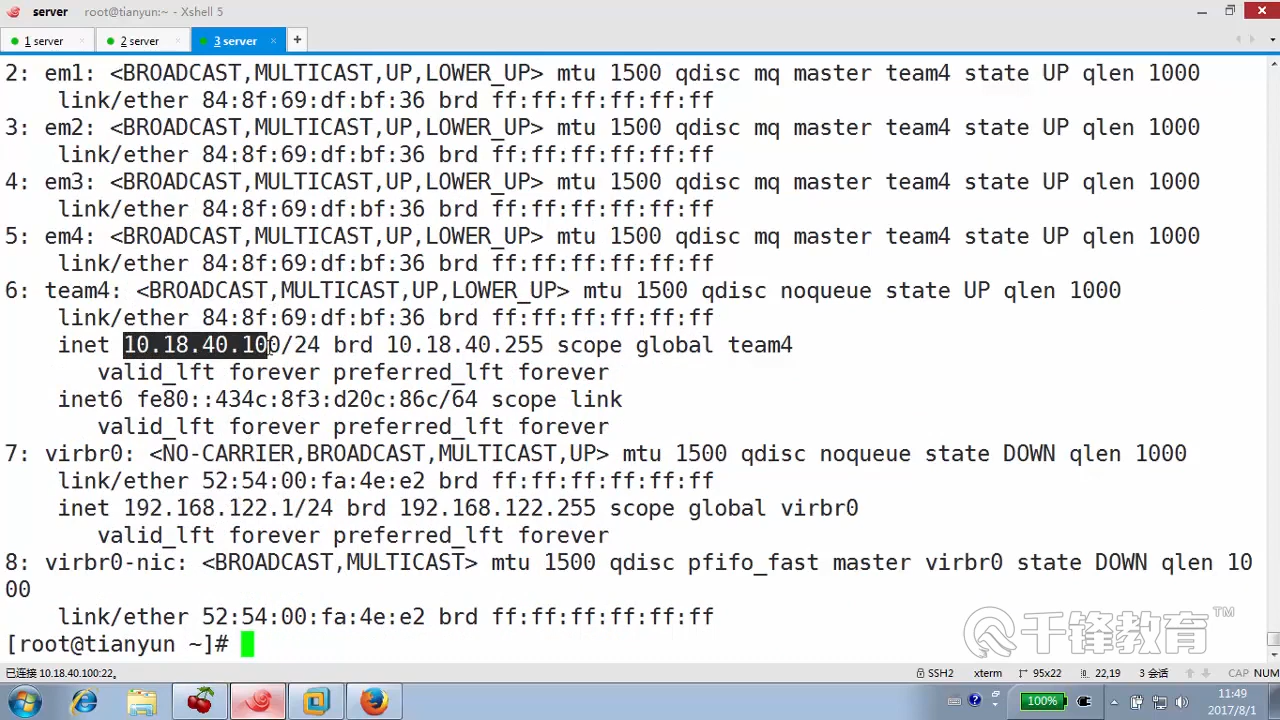 server root@tianyun:~ - Xshell 5
1 server 2 server 3 server +
2: em1: <BROADCAST,MULTICAST,UP,LOWER_UP> mtu 1500 qdisc mq master team4 state UP qlen 1000
link/ether 84:8f:69:df:bf:36 brd ff:ff:ff:ff:ff:ff
3: em2: <BROADCAST,MULTICAST,UP,LOWER_UP> mtu 1500 qdisc mq master team4 state UP qlen 1000
link/ether 84:8f:69:df:bf:36 brd ff:ff:ff:ff:ff:ff
4: em3: <BROADCAST,MULTICAST,UP,LOWER_UP> mtu 1500 qdisc mq master team4 state UP qlen 1000
link/ether 84:8f:69:df:bf:36 brd ff:ff:ff:ff:ff:ff
5: em4: <BROADCAST,MULTICAST,UP,LOWER_UP> mtu 1500 qdisc mq master team4 state UP qlen 1000
link/ether 84:8f:69:df:bf:36 brd ff:ff:ff:ff:ff:ff
6: team4: <BROADCAST,MULTICAST,UP,LOWER_UP> mtu 1500 qdisc noqueue state UP qlen 1000
link/ether 84:8f:69:df:bf:36 brd ff:ff:ff:ff:ff:ff
inet 10.18.40.100/24 brd 10.18.40.255 scope global team4
valid_lft forever preferred_lft forever
inet6 fe80::434c:8f3:d20c:86c/64 scope link
valid_lft forever preferred_lft forever
7: virbr0: <NO-CARRIER,BROADCAST,MULTICAST,UP> mtu 1500 qdisc noqueue state DOWN qlen 1000
link/ether 52:54:00:fa:4e:e2 brd ff:ff:ff:ff:ff:ff
inet 192.168.122.1/24 brd 192.168.122.255 scope global virbr0
valid_lft forever preferred_lft forever
8: virbr0-nic: <BROADCAST,MULTICAST> mtu 1500 qdisc pfifo_fast master virbr0 state DOWN qlen 10
00
link/ether 52:54:00:fa:4e:e2 brd ff:ff:ff:ff:ff:ff
[root@tianyun ~]#
千锋教育™
已连接 10.18.40.100:22。 SSH2 xterm 95x22 22,19 3 会话 CAP NUM
100% 11:49
2017/8/1